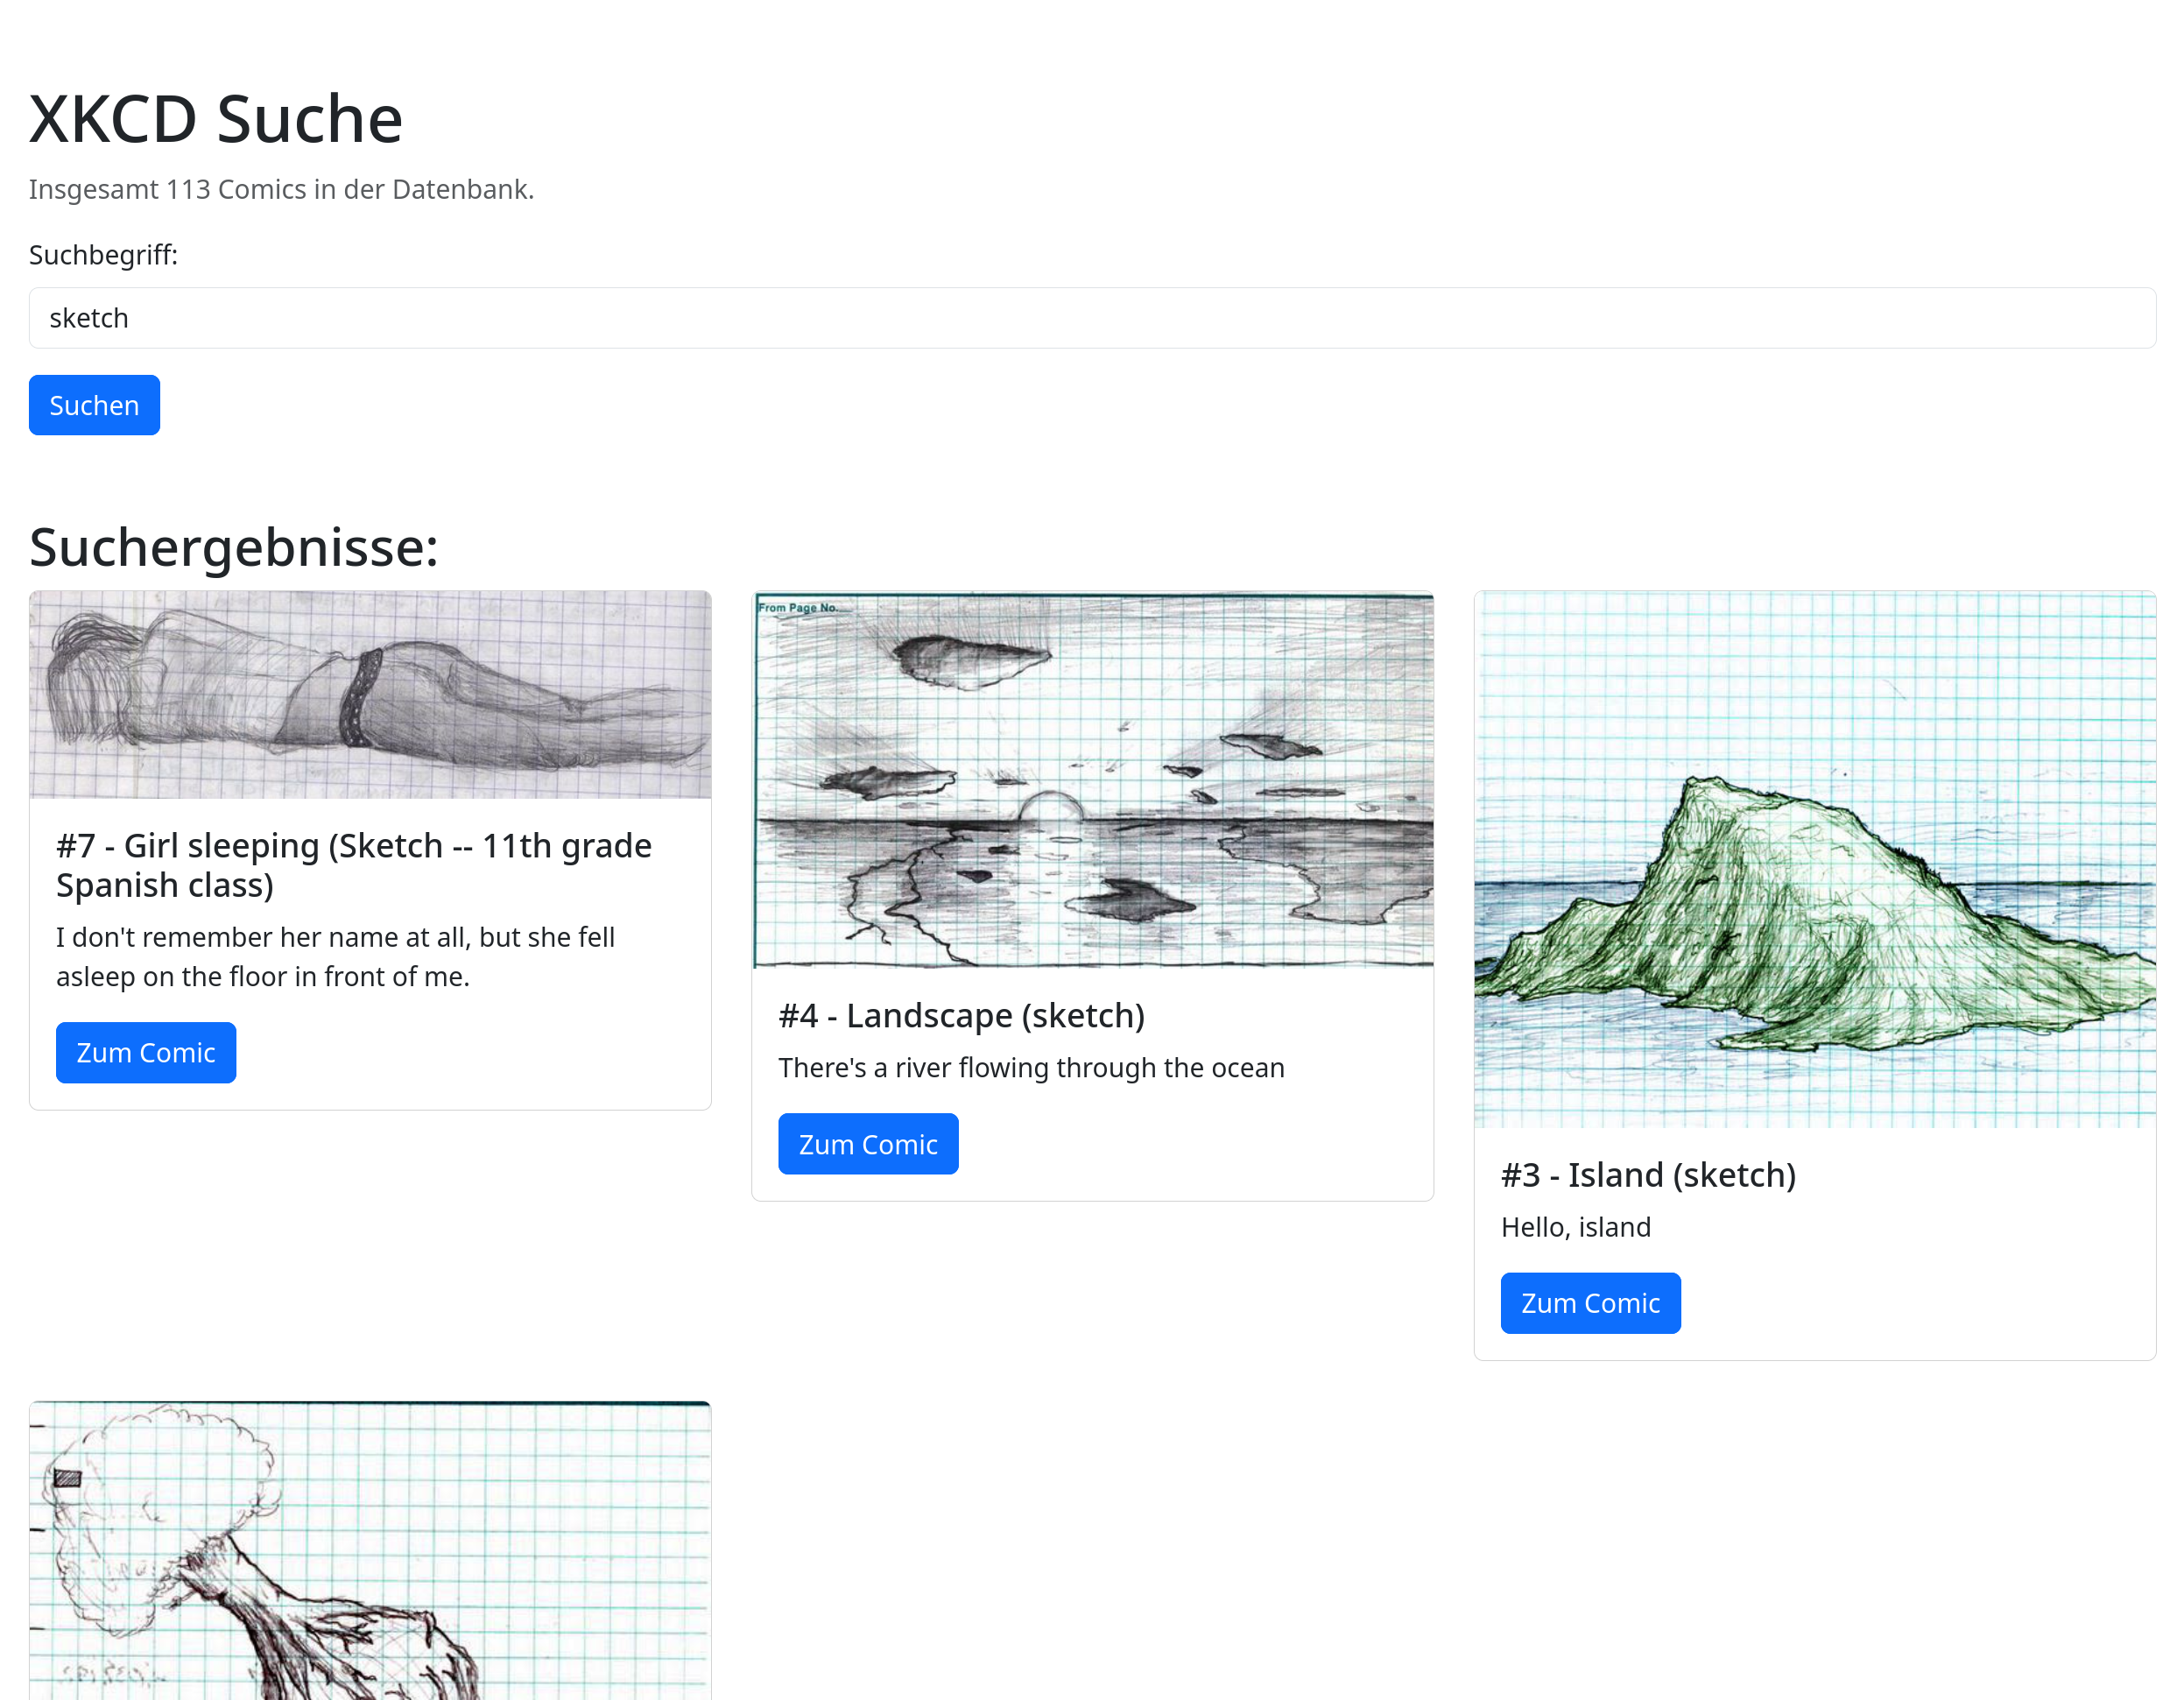 XKCD Suche
Insgesamt 113 Comics in der Datenbank.
Suchbegriff:
sketch
Suchen
Suchergebnisse:
#7 - Girl sleeping (Sketch -- 11th grade
Spanish class)
I don't remember her name at all, but she fell
asleep on the floor in front of me.
Zum Comic
From Page No.
#4 - Landscape (sketch)
There's a river flowing through the ocean
Zum Comic
#3 - Island (sketch)
Hello, island
Zum Comic